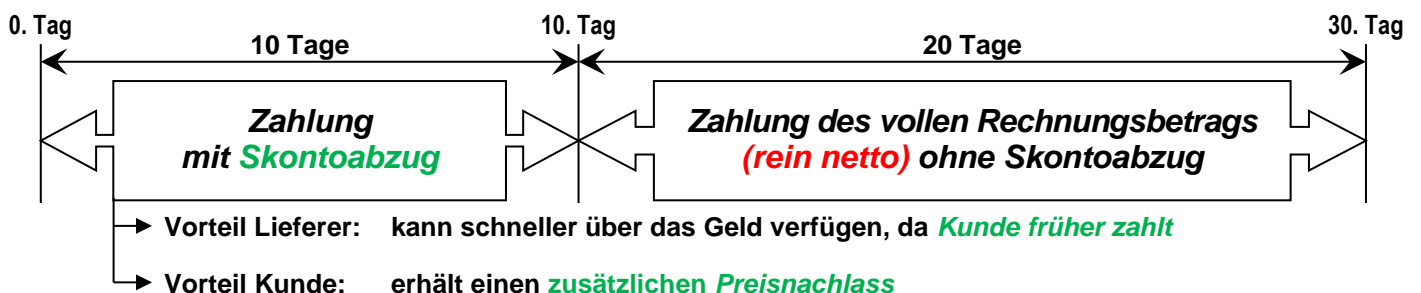 0. Tag 10. Tag 30. Tag
10 Tage 20 Tage
Zahlung
mit Skontoabzug
Zahlung des vollen Rechnungsbetrags
(rein netto) ohne Skontoabzug
Vorteil Lieferer: kann schneller über das Geld verfügen, da Kunde früher zahlt
Vorteil Kunde: erhält einen zusätzlichen Preisnachlass